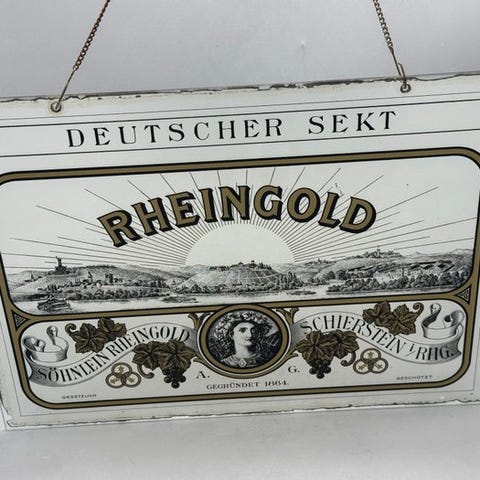 DEUTSCHER SEKT
RHEINGOLD
SÖHNLEIN RHEINGOLD
SCHIERSTEIN I/RHG.
A. G.
GEGRÜNDET 1864.
GESETZLICH GESCHÜTZT.